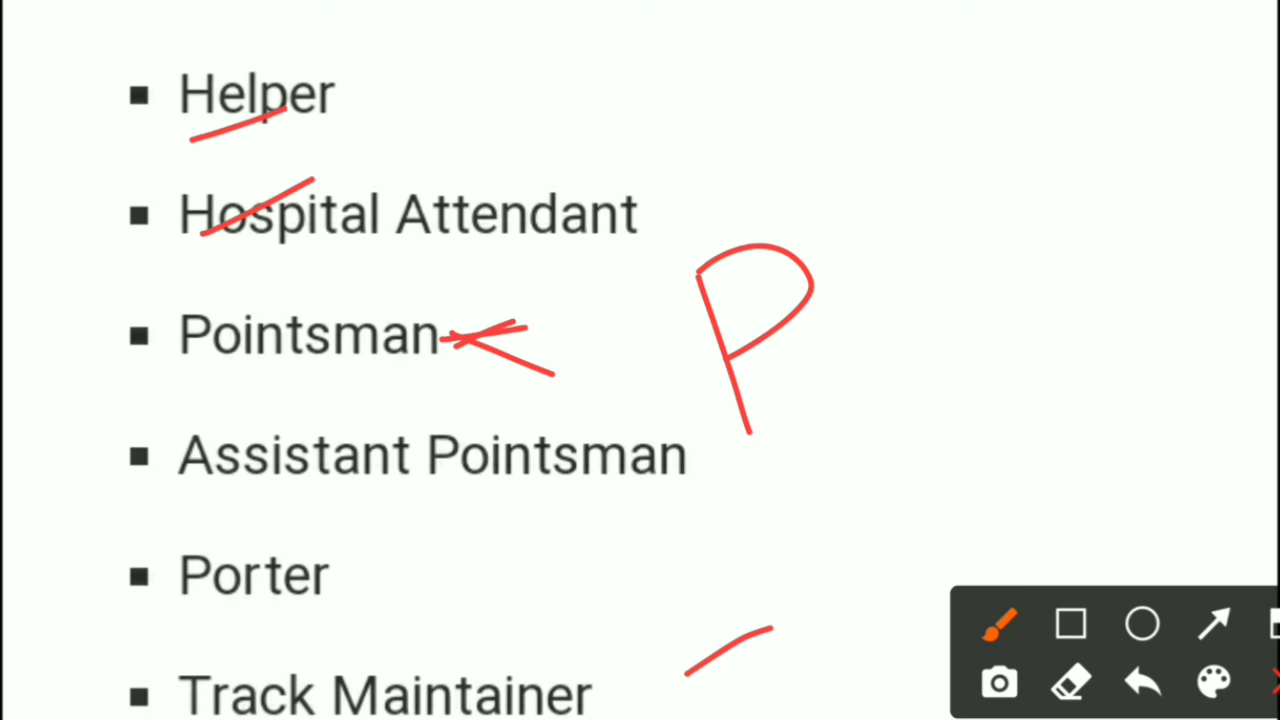 ▪ Helper
▪ Hospital Attendant
▪ Pointsman
P
▪ Assistant Pointsman
▪ Porter
▪ Track Maintainer